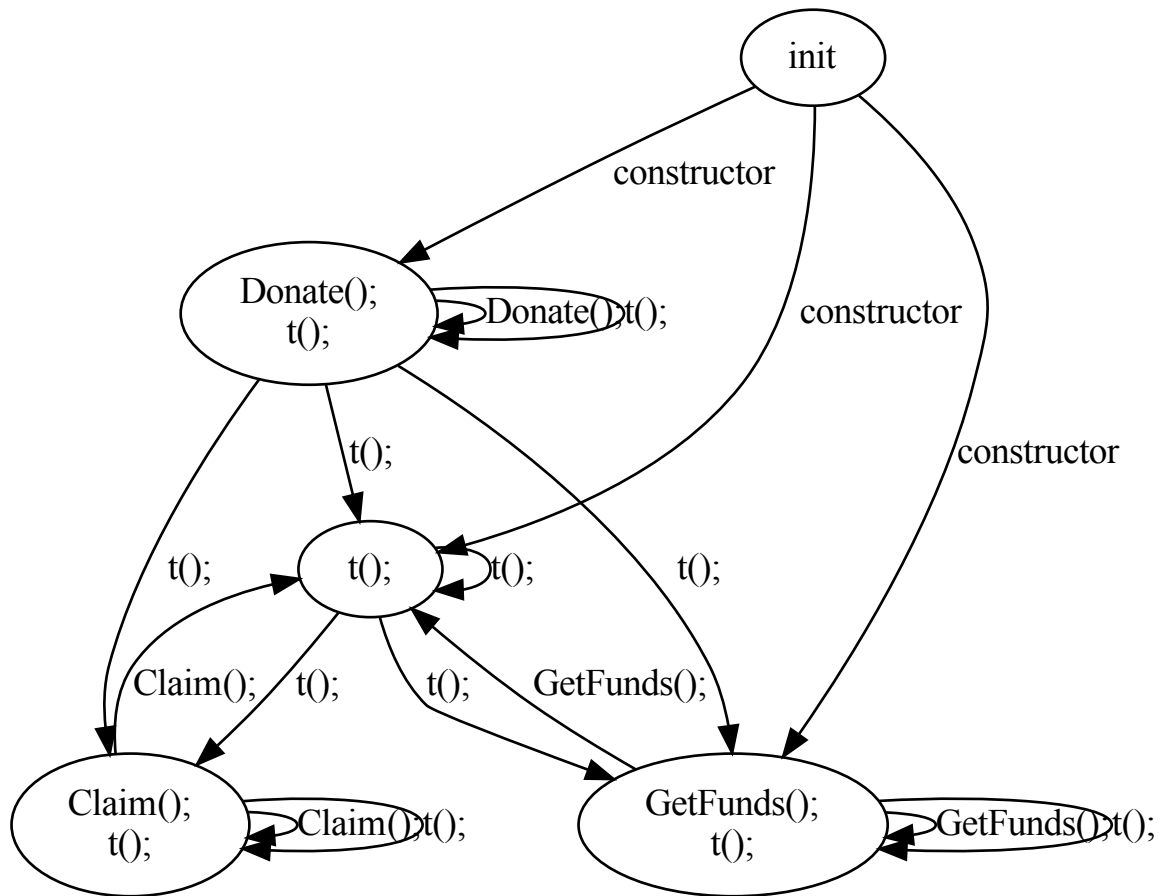 init
constructor
Donate();
t();
Donate();
t();
constructor
constructor
t();
t();
t();
t();
t();
Claim();
t();
t();
GetFunds();
Claim();
t();
Claim();
t();
GetFunds();
t();
GetFunds();
t();